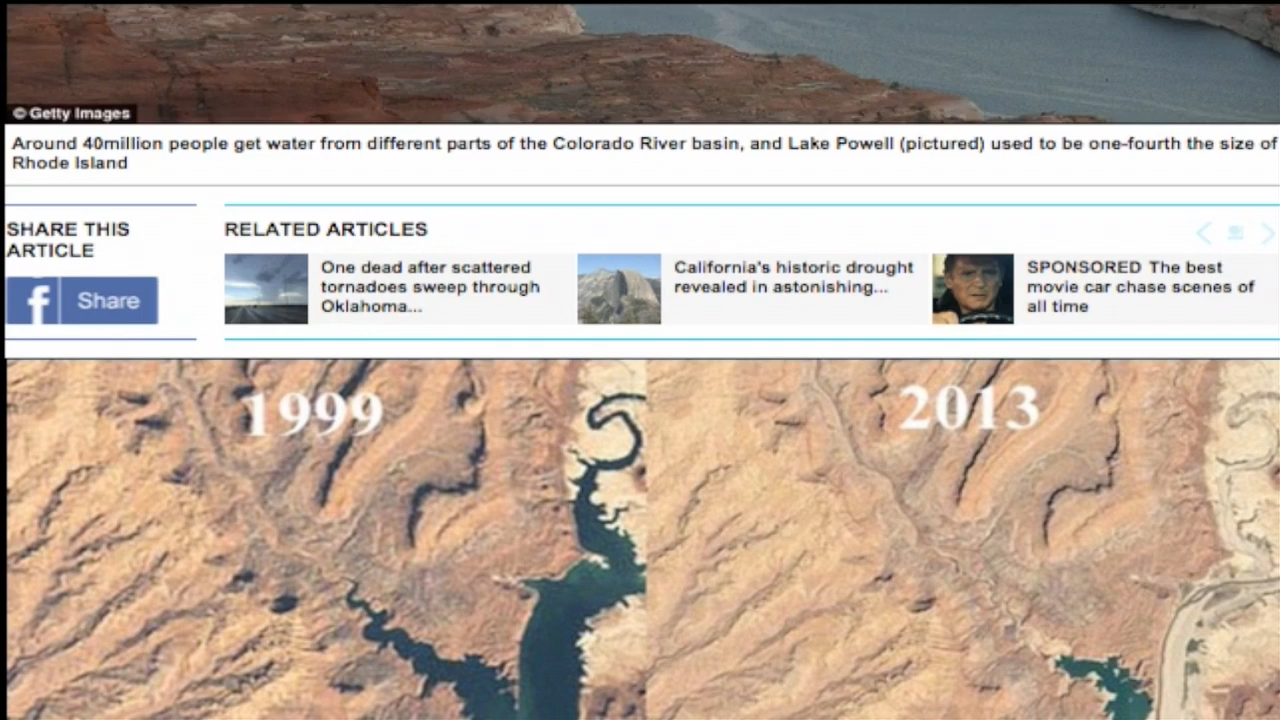 © Getty Images
Around 40million people get water from different parts of the Colorado River basin, and Lake Powell (pictured) used to be one-fourth the size of
Rhode Island
SHARE THIS
ARTICLE
f Share
RELATED ARTICLES
One dead after scattered
tornadoes sweep through
Oklahoma...
California's historic drought
revealed in astonishing...
SPONSORED The best
movie car chase scenes of
all time
1999
2013